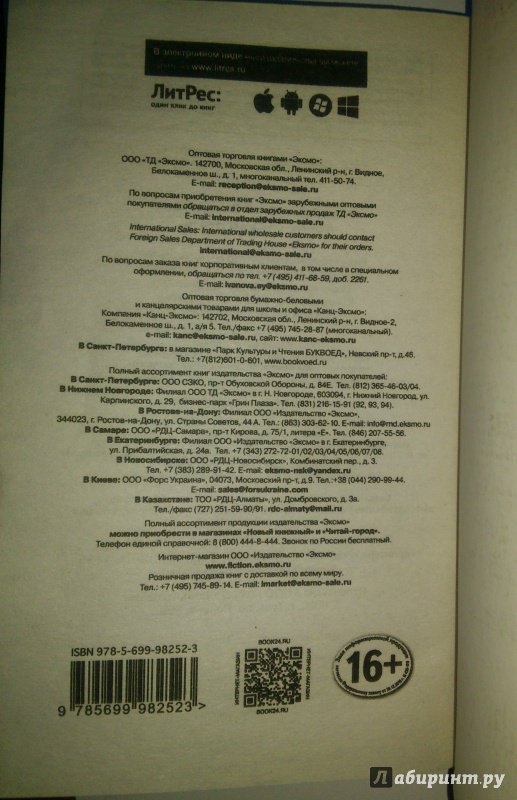 В электронном виде
www.litres.ru
ЛитРес:
один клик до книг
Оптовая торговля книгами «Эксмо»:
ООО «ТД «Эксмо». 142700, Московская обл., Ленинский р-н, г. Видное,
Белокаменное ш., д. 1, многоканальный тел. 411-50-74.
E-mail: reception@eksmo-sale.ru
По вопросам приобретения книг «Эксмо» зарубежными оптовыми
покупателями обращаться в отдел зарубежных продаж ТД «Эксмо»
E-mail: international@eksmo-sale.ru
International Sales: International wholesale customers should contact
Foreign Sales Department of Trading House «Eksmo» for their orders.
international@eksmo-sale.ru
По вопросам заказа книг корпоративным клиентам, в том числе в специальном
оформлении, обращаться по тел. +7 (495) 411-68-59, доб. 2261.
E-mail: ivanova.ey@eksmo.ru
Оптовая торговля бумажно-беловыми
и канцелярскими товарами для школы и офиса «Канц-Эксмо»:
Компания «Канц-Эксмо»: 142702, Московская обл., Ленинский р-н, г. Видное-2,
Белокаменное ш., д. 1, а/я 5. Тел./факс +7 (495) 745-28-87 (многоканальный).
e-mail: kanc@eksmo-sale.ru, сайт: www.kanc-eksmo.ru
В Санкт-Петербурге: в магазине «Парк Культуры и Чтения БУКВОЕД», Невский пр-т, д.46.
Тел.: +7(812)601-0-601, www.bookvoed.ru
Полный ассортимент книг издательства «Эксмо» для оптовых покупателей:
В Санкт-Петербурге: ООО СЗКО, пр-т Обуховской Обороны, д. 84Е. Тел. (812) 365-46-03/04.
В Нижнем Новгороде: Филиал ООО ТД «Эксмо» в г. Н. Новгороде, 603094, г. Нижний Новгород, ул.
Карпинского, д. 29, бизнес-парк «Грин Плаза». Тел. (831) 216-15-91 (92, 93, 94).
В Ростове-на-Дону: Филиал ООО «Издательство «Эксмо»,
344023, г. Ростов-на-Дону, ул. Страны Советов, 44 А. Тел.: (863) 303-62-10. E-mail: info@rnd.eksmo.ru
В Самаре: ООО «РДЦ-Самара», пр-т Кирова, д. 75/1, литера «Е». Тел. (846) 207-55-56.
В Екатеринбурге: Филиал ООО «Издательство «Эксмо» в г. Екатеринбурге,
ул. Прибалтийская, д. 24а. Тел. +7 (343) 272-72-01/02/03/04/05/06/07/08.
В Новосибирске: ООО «РДЦ-Новосибирск», Комбинатский пер., д. 3.
Тел. +7 (383) 289-91-42. E-mail: eksmo-nsk@yandex.ru
В Киеве: ООО «Форс Украина», 04073, Московский пр-т, д.9. Тел.:+38 (044) 290-99-44.
E-mail: sales@forsukraine.com
В Казахстане: ТОО «РДЦ-Алматы», ул. Домбровского, д. 3а.
Тел./факс (727) 251-59-90/91. rdc-almaty@mail.ru
Полный ассортимент продукции издательства «Эксмо»
можно приобрести в магазинах «Новый книжный» и «Читай-город».
Телефон единой справочной: 8 (800) 444-8-444. Звонок по России бесплатный.
Интернет-магазин ООО «Издательство «Эксмо»
www.fiction.eksmo.ru
Розничная продажа книг с доставкой по всему миру.
Тел.: +7 (495) 745-89-14. E-mail: imarket@eksmo-sale.ru
ISBN 978-5-699-98252-3
9 785699 982523 >
BOOK24.RU
ИНТЕРНЕТ-МАГАЗИН
ИНТЕРНЕТ-МАГАЗИН
BOOK24.RU
16+
Лабиринт.ру